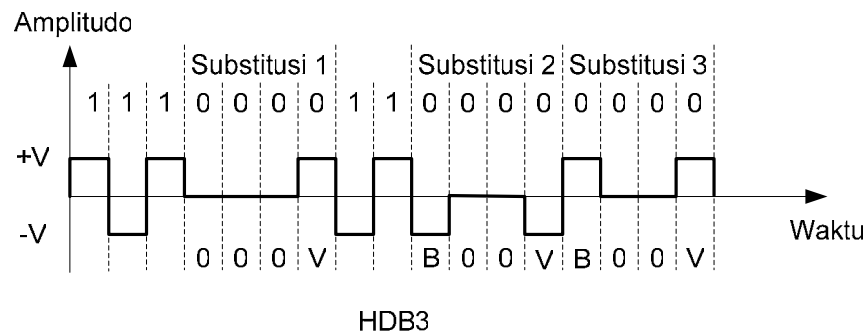 Amplitudo
Substitusi 1 Substitusi 2 Substitusi 3
1 1 1 0 0 0 0 1 1 0 0 0 0 0 0 0 0
+V
-V
Waktu
0 0 0 V B 0 0 V B 0 0 V
HDB3